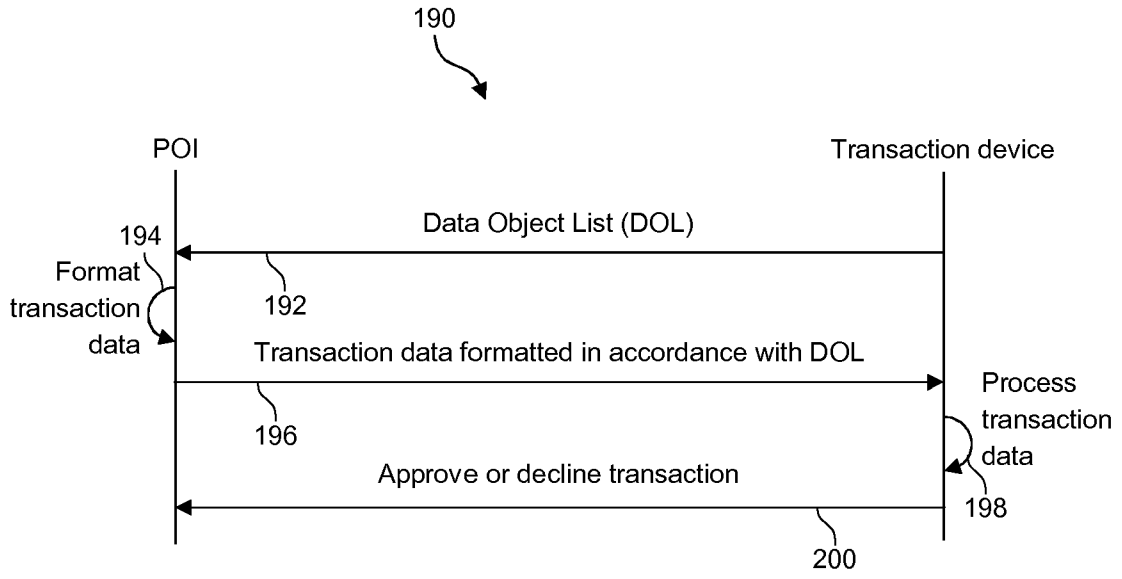 190
POI
Transaction device
Data Object List (DOL)
194
Format
transaction
data
192
Transaction data formatted in accordance with DOL
196
Process
transaction
data
198
Approve or decline transaction
200